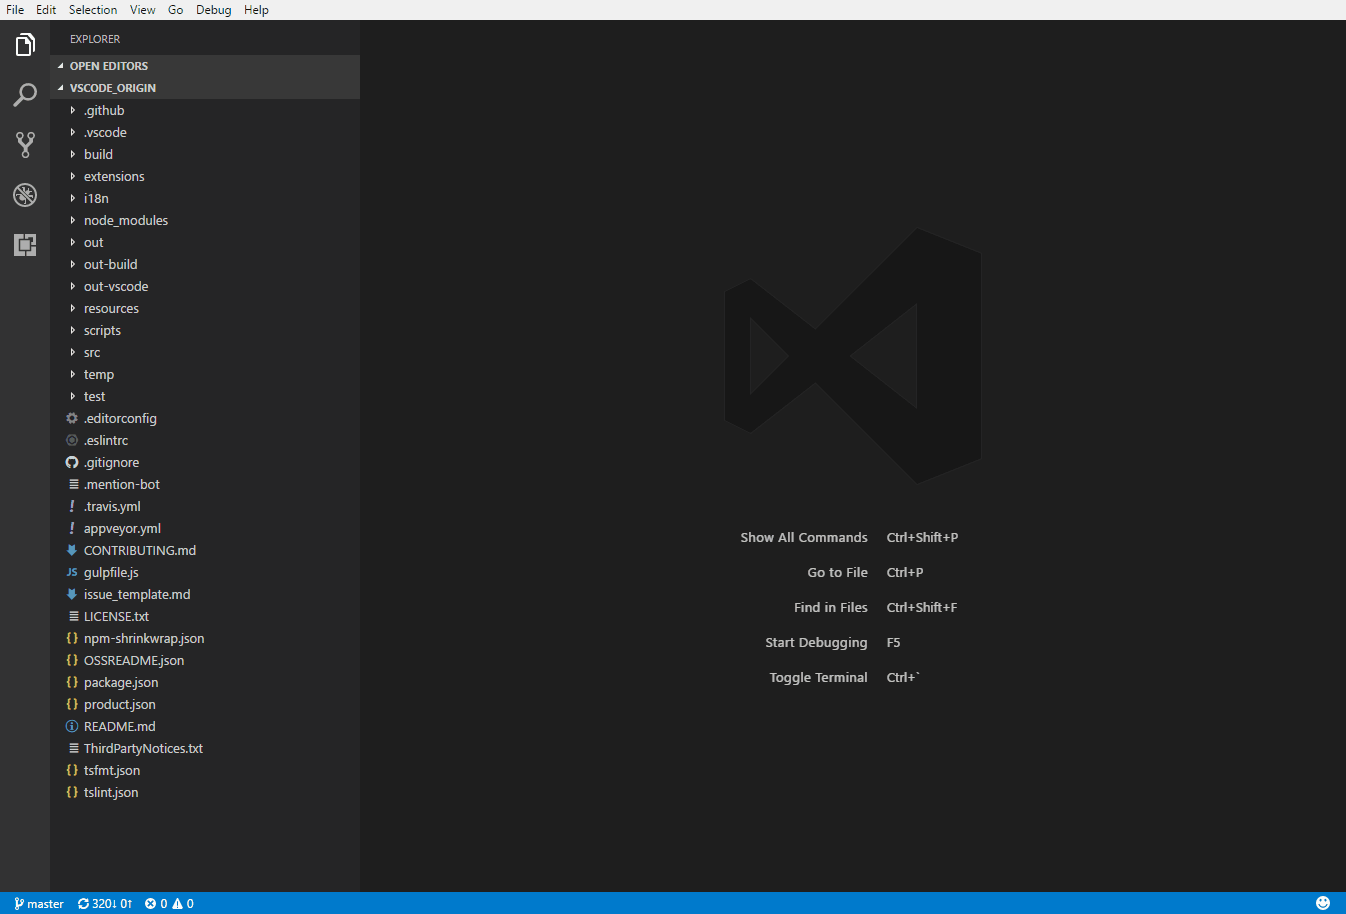 File Edit Selection View Go Debug Help
EXPLORER
OPEN EDITORS
VSCODE_ORIGIN
.github
.vscode
build
extensions
i18n
node_modules
out
out-build
out-vscode
resources
scripts
src
temp
test
.editorconfig
.eslintrc
.gitignore
.mention-bot
.travis.yml
appveyor.yml
CONTRIBUTING.md
JS gulpfile.js
issue_template.md
LICENSE.txt
{} npm-shrinkwrap.json
{} OSSREADME.json
{} package.json
{} product.json
README.md
ThirdPartyNotices.txt
{} tsfmt.json
{} tslint.json
Show All Commands Ctrl+Shift+P
Go to File Ctrl+P
Find in Files Ctrl+Shift+F
Start Debugging F5
Toggle Terminal Ctrl+`
master 320↓ 0↑ 0 0